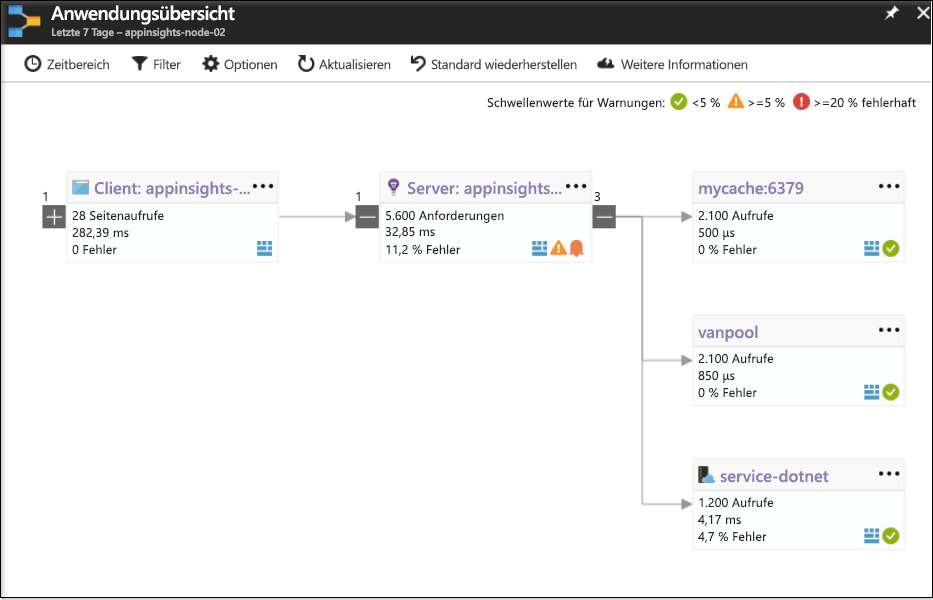 Anwendungsübersicht
Letzte 7 Tage – appinsights-node-02
Zeitbereich Filter Optionen Aktualisieren Standard wiederherstellen Weitere Informationen
Schwellenwerte für Warnungen: <5 % >=5 % >=20 % fehlerhaft
1
Client: appinsights-...
28 Seitenaufrufe
282,39 ms
0 Fehler
1
Server: appinsights...
5.600 Anforderungen
32,85 ms
11,2 % Fehler
3
mycache:6379
2.100 Aufrufe
500 µs
0 % Fehler
vanpool
2.100 Aufrufe
850 µs
0 % Fehler
service-dotnet
1.200 Aufrufe
4,17 ms
4,7 % Fehler